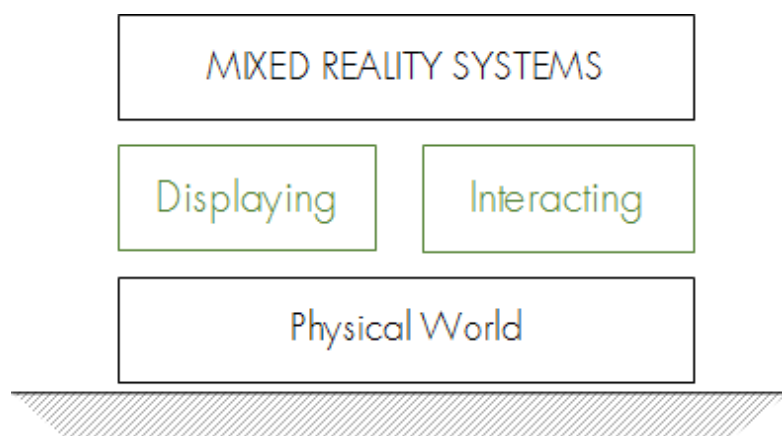 MIXED REALITY SYSTEMS
Displaying
Interacting
Physical World